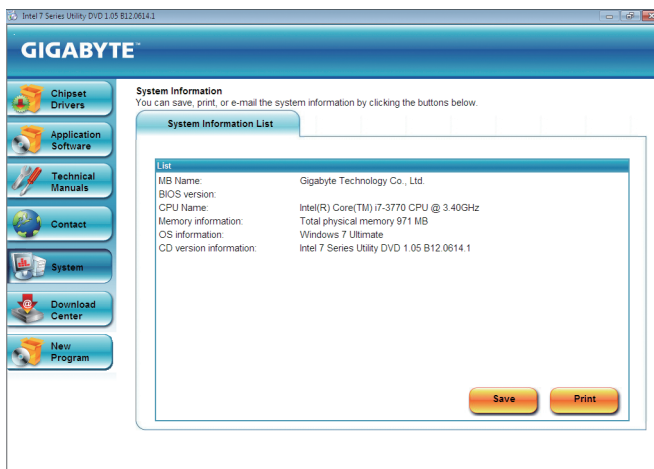 Intel 7 Series Utility DVD 1.05 B12.0614.1
GIGABYTE™
Chipset
Drivers
Application
Software
Technical
Manuals
Contact
System
Download
Center
New
Program
System Information
You can save, print, or e-mail the system information by clicking the buttons below.
System Information List
List
MB Name: Gigabyte Technology Co., Ltd.
BIOS version:
CPU Name: Intel(R) Core(TM) i7-3770 CPU @ 3.40GHz
Memory information: Total physical memory 971 MB
OS information: Windows 7 Ultimate
CD version information: Intel 7 Series Utility DVD 1.05 B12.0614.1
Save Print